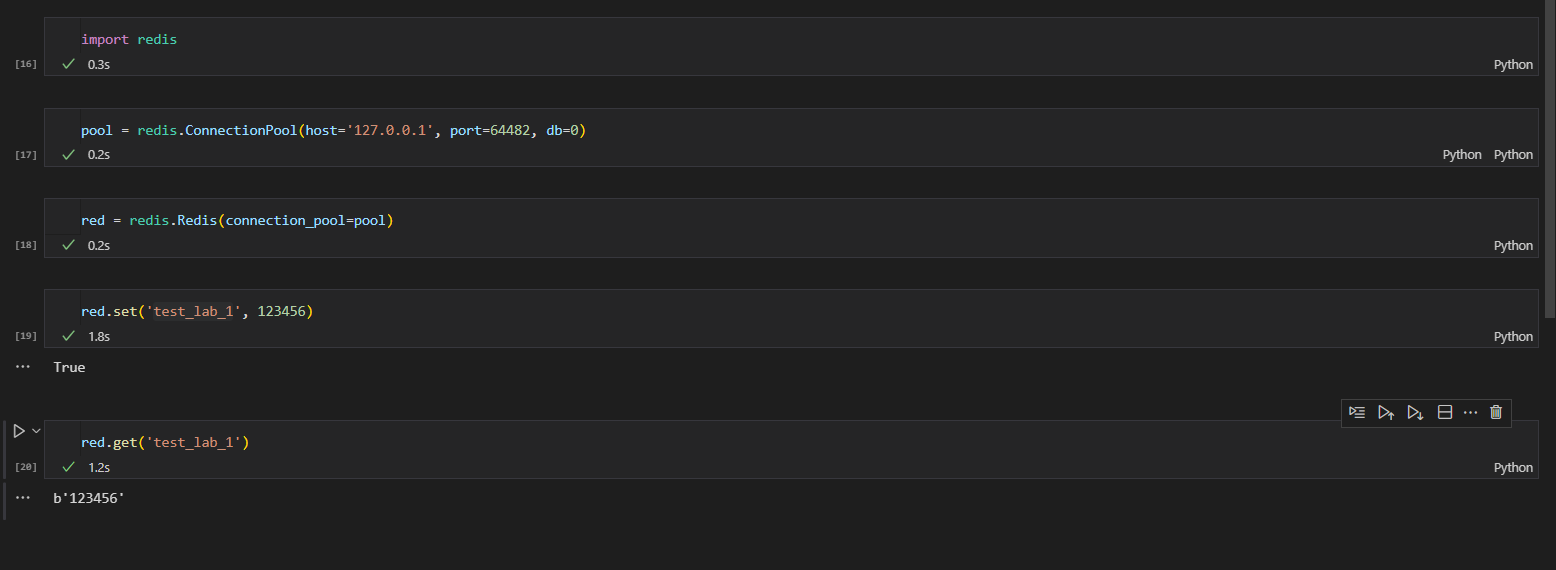 import redis
[16]
0.3s
Python
pool = redis.ConnectionPool(host='127.0.0.1', port=64482, db=0)
[17]
0.2s
Python Python
red = redis.Redis(connection_pool=pool)
[18]
0.2s
Python
red.set('test_lab_1', 123456)
[19]
1.8s
Python
True
red.get('test_lab_1')
[20]
1.2s
Python
b'123456'